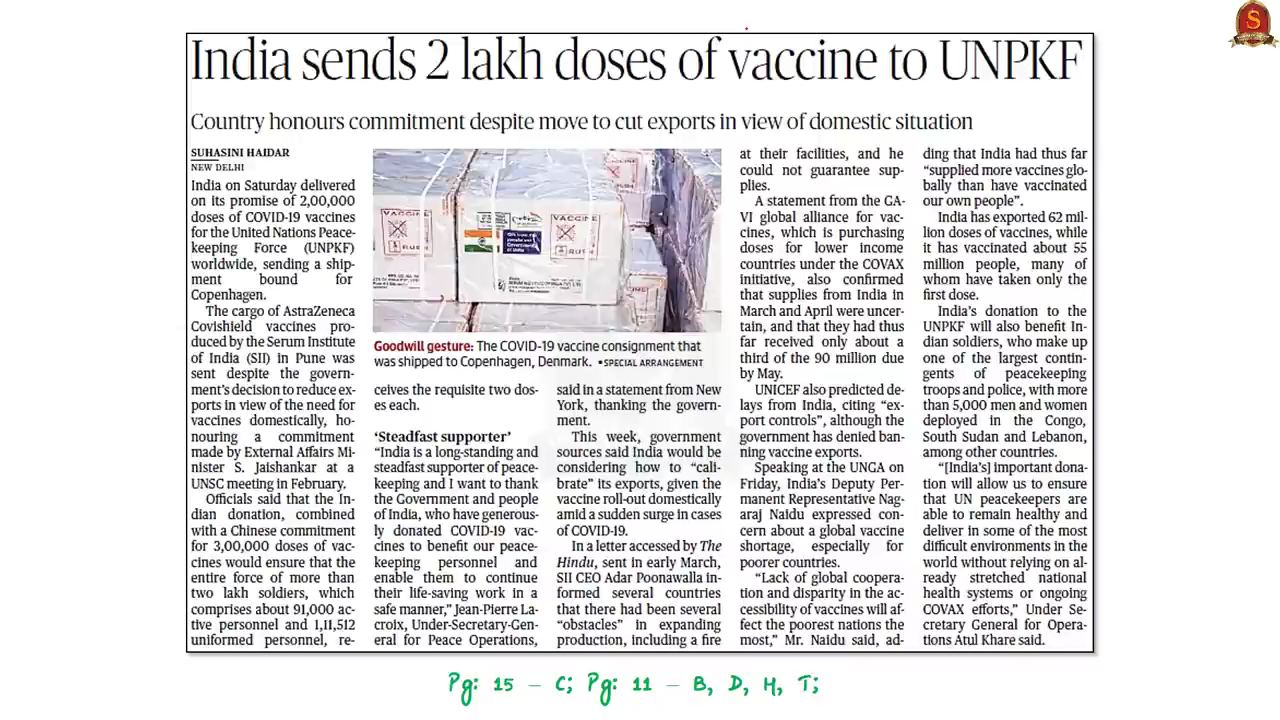 India sends 2 lakh doses of vaccine to UNPKF
Country honours commitment despite move to cut exports in view of domestic situation
SUHASINI HAIDAR
NEW DELHI
India on Saturday delivered
on its promise of 2,00,000
doses of COVID-19 vaccines
for the United Nations Peace-
keeping Force (UNPKF)
worldwide, sending a ship-
ment bound for
Copenhagen.
The cargo of AstraZeneca
Covishield vaccines pro-
duced by the Serum Institute
of India (SII) in Pune was
sent despite the govern-
ment's decision to reduce ex-
ports in view of the need for
vaccines domestically, ho-
nouring a commitment
made by External Affairs Mi-
nister S. Jaishankar at a
UNSC meeting in February.
Officials said that the In-
dian donation, combined
with a Chinese commitment
for 3,00,000 doses of vac-
cines would ensure that the
entire force of more than
two lakh soldiers, which
comprises about 91,000 ac-
tive personnel and 1,11,512
uniformed personnel, re-
VACCINE
RUSH
VACCINE
RUSH
Goodwill gesture: The COVID-19 vaccine consignment that
was shipped to Copenhagen, Denmark. •SPECIAL ARRANGEMENT
ceives the requisite two dos-
es each.
'Steadfast supporter'
"India is a long-standing and
steadfast supporter of peace-
keeping and I want to thank
the Government and people
of India, who have generous-
ly donated COVID-19 vac-
cines to benefit our peace-
keeping personnel and
enable them to continue
their life-saving work in a
safe manner," Jean-Pierre La-
croix, Under-Secretary-Gen-
eral for Peace Operations,
said in a statement from New
York, thanking the govern-
ment.
This week, government
sources said India would be
considering how to "cali-
brate" its exports, given the
vaccine roll-out domestically
amid a sudden surge in cases
of COVID-19.
In a letter accessed by The
Hindu, sent in early March,
SII CEO Adar Poonawalla in-
formed several countries
that there had been several
"obstacles" in expanding
production, including a fire
at their facilities, and he
could not guarantee sup-
plies.
A statement from the GA-
VI global alliance for vac-
cines, which is purchasing
doses for lower income
countries under the COVAX
initiative, also confirmed
that supplies from India in
March and April were uncer-
tain, and that they had thus
far received only about a
third of the 90 million due
by May.
UNICEF also predicted de-
lays from India, citing "ex-
port controls", although the
government has denied ban-
ning vaccine exports.
Speaking at the UNGA on
Friday, India's Deputy Per-
manent Representative Nag-
araj Naidu expressed con-
cern about a global vaccine
shortage, especially for
poorer countries.
"Lack of global coopera-
tion and disparity in the ac-
cessibility of vaccines will af-
fect the poorest nations the
most," Mr. Naidu said, ad-
ding that India had thus far
"supplied more vaccines glo-
bally than have vaccinated
our own people".
India has exported 62 mil-
lion doses of vaccines, while
it has vaccinated about 55
million people, many of
whom have taken only the
first dose.
India's donation to the
UNPKF will also benefit In-
dian soldiers, who make up
one of the largest contin-
gents of peacekeeping
troops and police, with more
than 5,000 men and women
deployed in the Congo,
South Sudan and Lebanon,
among other countries.
"[India's] important dona-
tion will allow us to ensure
that UN peacekeepers are
able to remain healthy and
deliver in some of the most
difficult environments in the
world without relying on al-
ready stretched national
health systems or ongoing
COVAX efforts," Under Se-
cretary General for Opera-
tions Atul Khare said.
Pg: 15 – C; Pg: 11 – B, D, H, T;
S